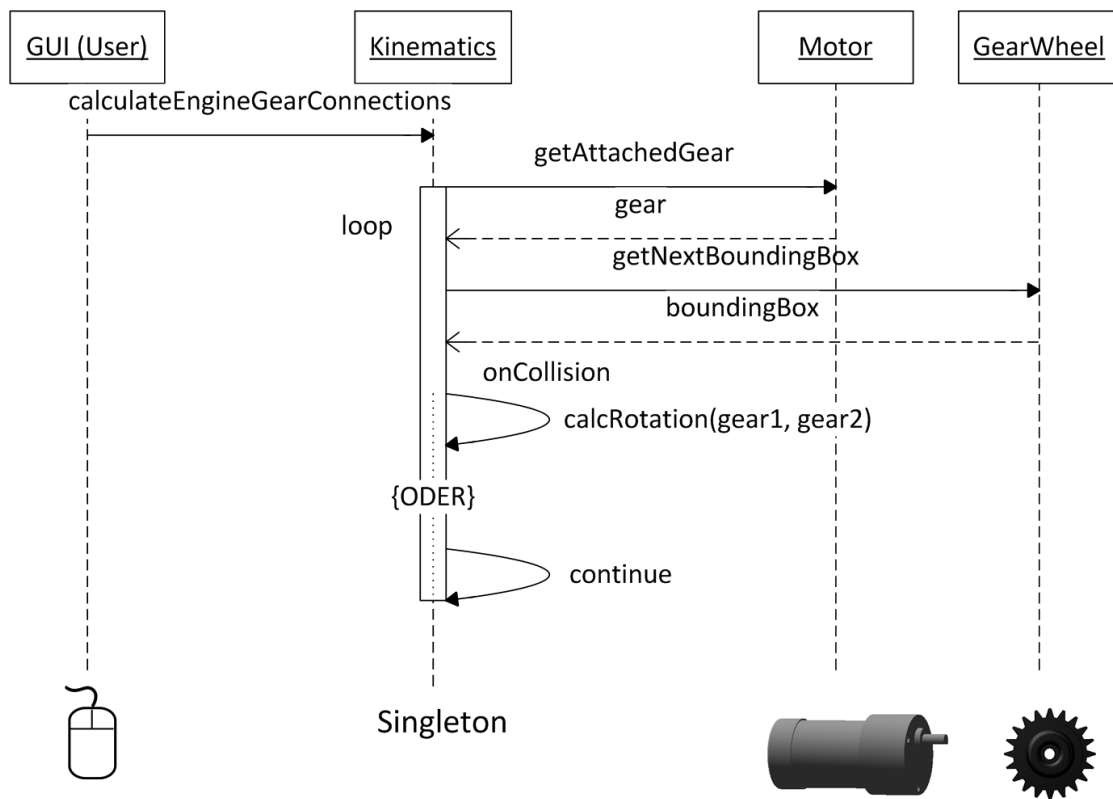 GUI (User)
Kinematics
Motor
GearWheel
calculateEngineGearConnections
getAttachedGear
gear
loop
getNextBoundingBox
boundingBox
onCollision
calcRotation(gear1, gear2)
{ODER}
continue
Singleton